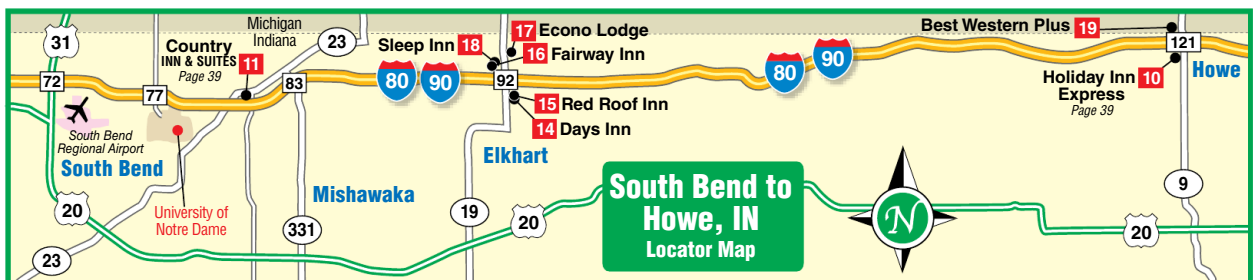 Michigan
Indiana
31
23
Country
INN & SUITES
Page 39
11
Sleep Inn 18
17 Econo Lodge
16 Fairway Inn
Best Western Plus 19
121
72
77
83
80
90
92
80
90
Howe
Holiday Inn 10
Express
Page 39
15 Red Roof Inn
14 Days Inn
South Bend
Regional Airport
South Bend
Elkhart
Mishawaka
University of
Notre Dame
20
23
331
19
20
South Bend to
Howe, IN
Locator Map
N
9
20